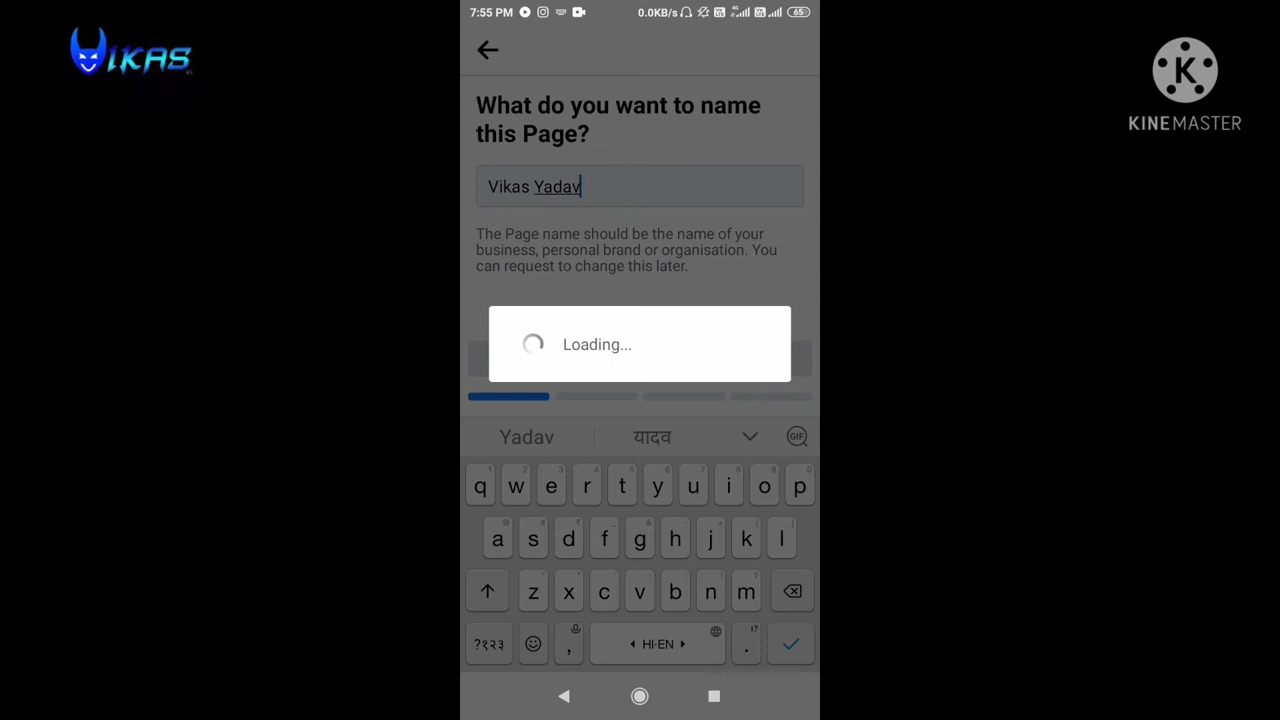 VIKAS
7:55 PM
0.0KB/s
4G
65
K
KINEMASTER
What do you want to name
this Page?
Vikas Yadav
The Page name should be the name of your
business, personal brand or organisation. You
can request to change this later.
Loading...
Yadav यादव GIF
q w e r t y u i o p
a s d f g h j k l
z x c v b n m
?१२३ , HI-EN .